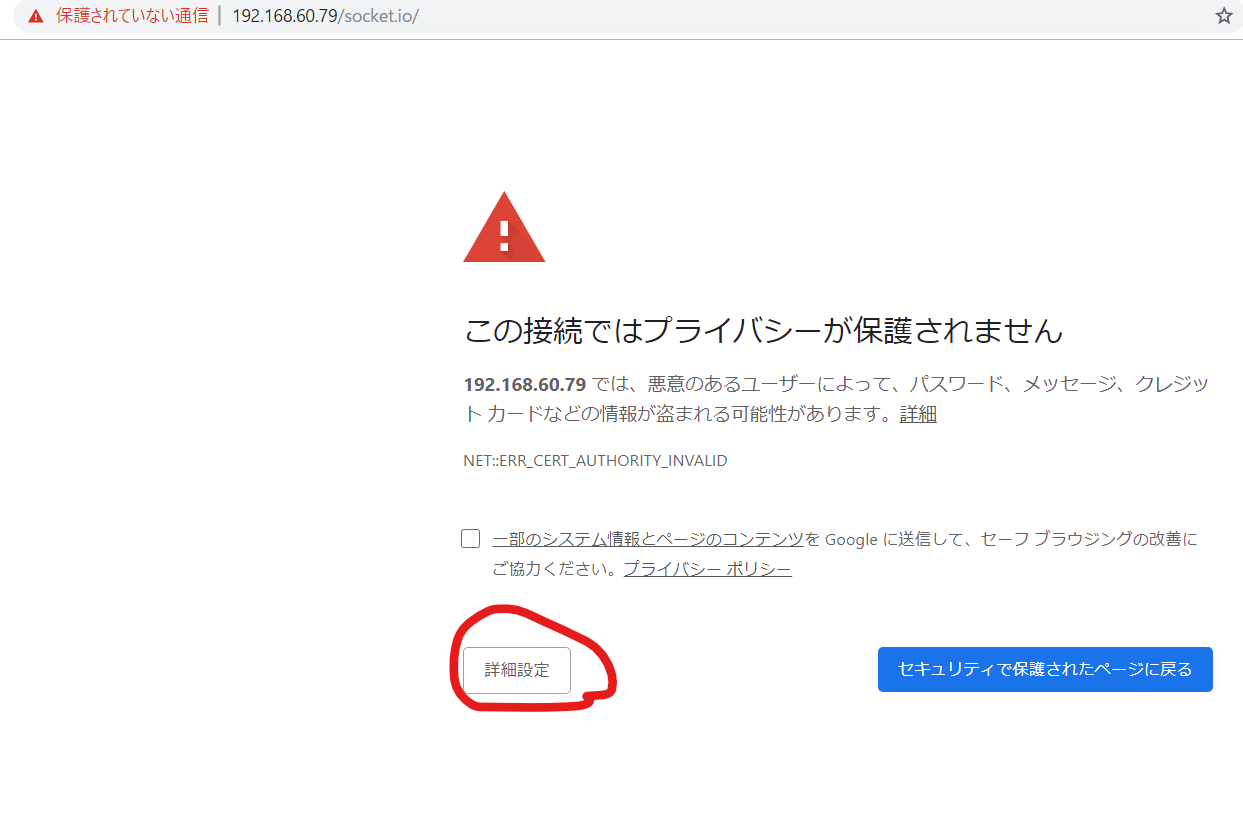 保護されていない通信 | 192.168.60.79/socket.io/
この接続ではプライバシーが保護されません
192.168.60.79 では、悪意のあるユーザーによって、パスワード、メッセージ、クレジッ
ト カードなどの情報が盗まれる可能性があります。詳細
NET::ERR_CERT_AUTHORITY_INVALID
一部のシステム情報とページのコンテンツを Google に送信して、セーフ ブラウジングの改善に
ご協力ください。プライバシー ポリシー
詳細設定
セキュリティで保護されたページに戻る